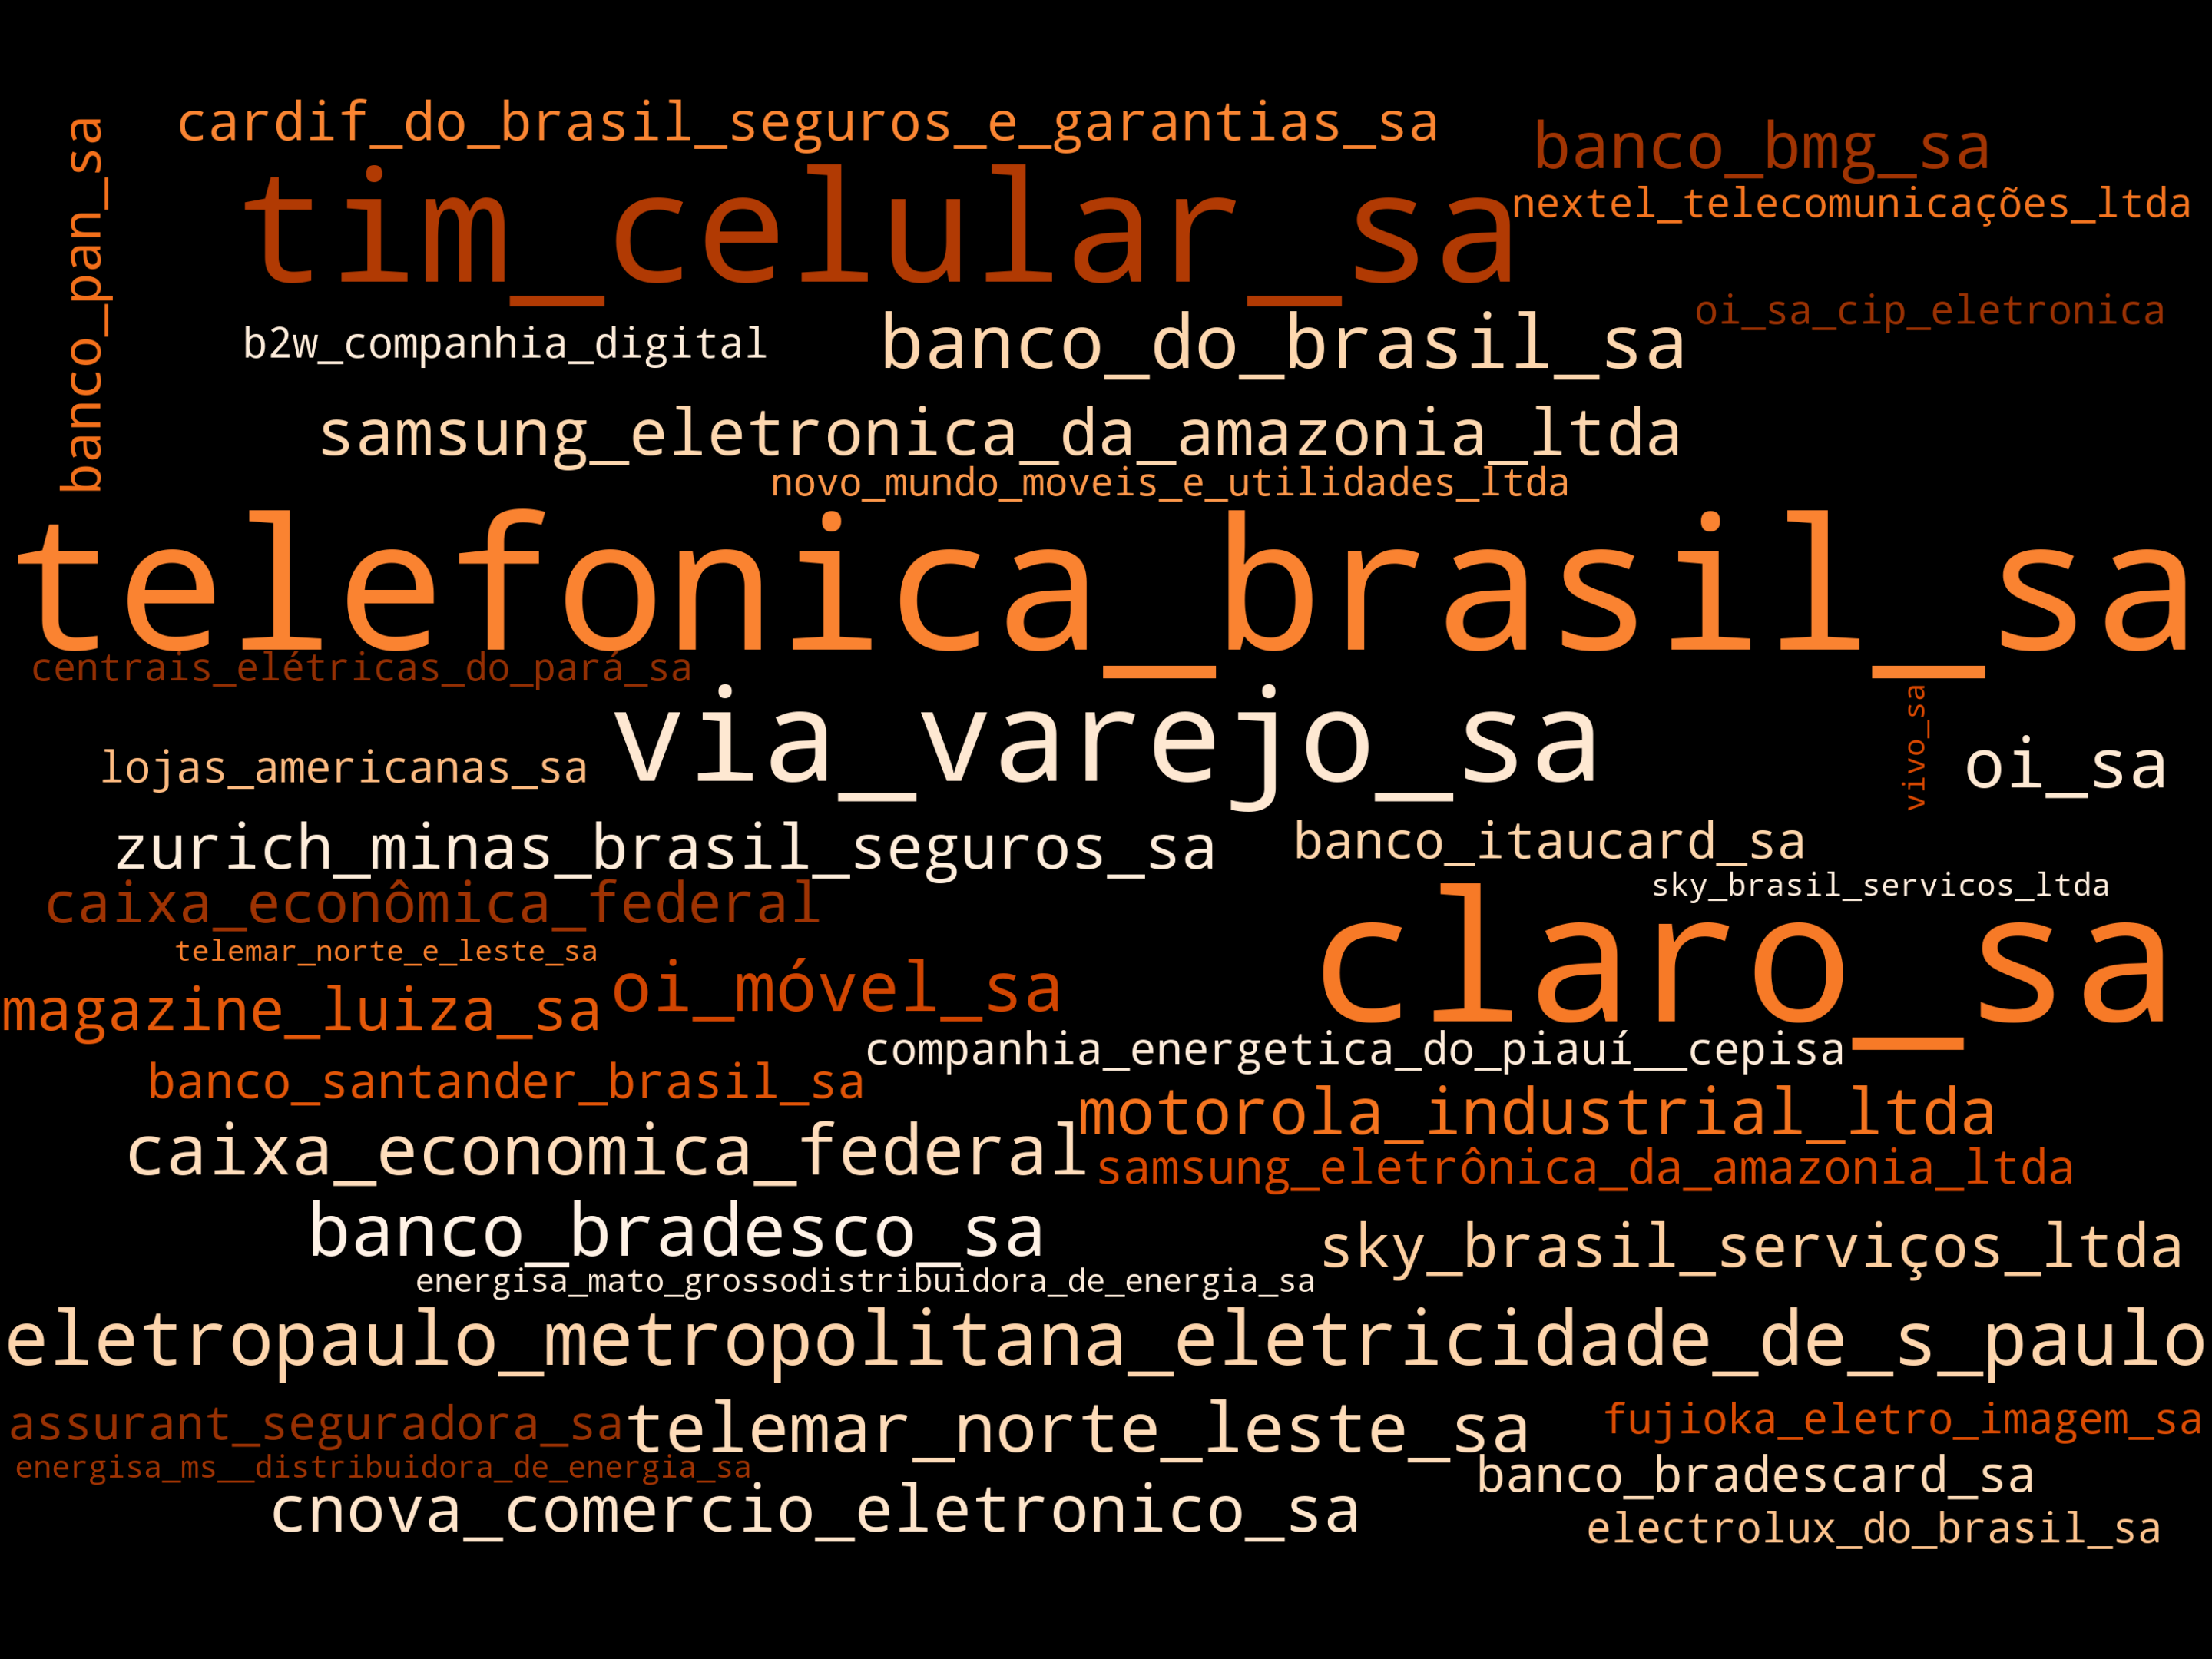 cardif_do_brasil_seguros_e_garantias_sa
banco_bmg_sa
banco_pan_sa
tim_celular_sa
nextel_telecomunicações_ltda
oi_sa_cip_eletronica
b2w_companhia_digital
banco_do_brasil_sa
samsung_eletronica_da_amazonia_ltda
novo_mundo_moveis_e_utilidades_ltda
telefonica_brasil_sa
centrais_elétricas_do_pará_sa
via_varejo_sa
vivo_sa
oi_sa
lojas_americanas_sa
zurich_minas_brasil_seguros_sa
banco_itaucard_sa
sky_brasil_servicos_ltda
caixa_econômica_federal
claro_sa
telemar_norte_e_leste_sa
oi_móvel_sa
magazine_luiza_sa
companhia_energetica_do_piauí__cepisa
banco_santander_brasil_sa
motorola_industrial_ltda
caixa_economica_federal
samsung_eletrônica_da_amazonia_ltda
banco_bradesco_sa
sky_brasil_serviços_ltda
energisa_mato_grossodistribuidora_de_energia_sa
eletropaulo_metropolitana_eletricidade_de_s_paulo
assurant_seguradora_sa
telemar_norte_leste_sa
fujioka_eletro_imagem_sa
energisa_ms__distribuidora_de_energia_sa
banco_bradescard_sa
cnova_comercio_eletronico_sa
electrolux_do_brasil_sa